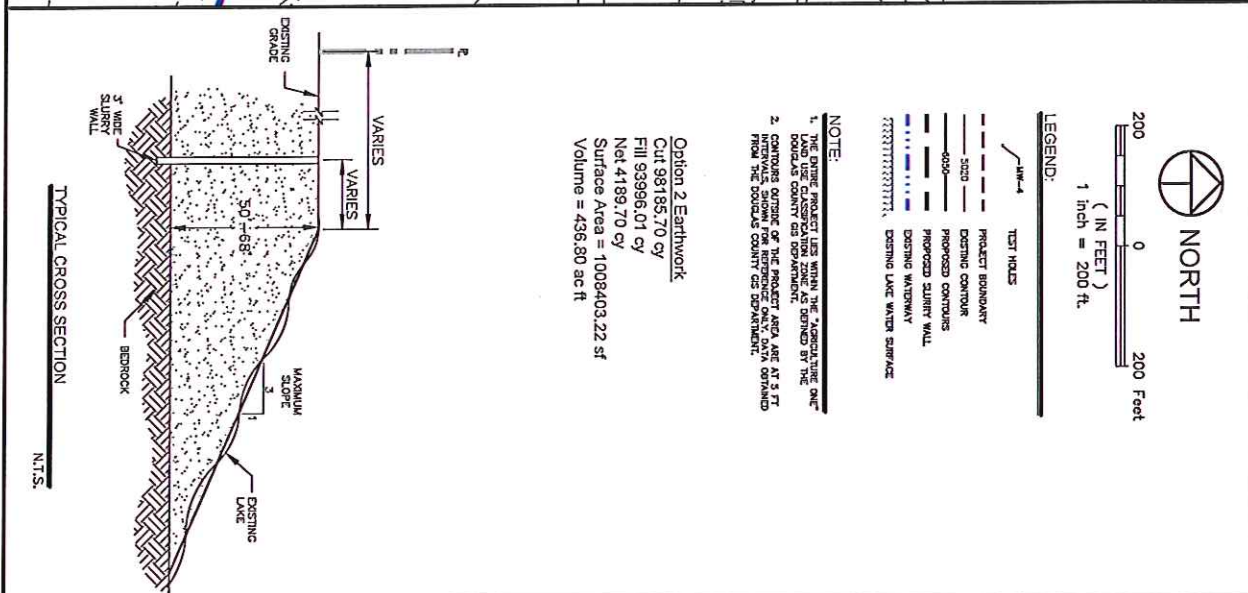 NORTH
200 0 200 Feet
( IN FEET )
1 inch = 200 ft.
LEGEND:
MW-4 TEST HOLES
PROJECT BOUNDARY
5020 EXISTING CONTOUR
6050 PROPOSED CONTOURS
PROPOSED SLURRY WALL
EXISTING WATERWAY
EXISTING LAKE WATER SURFACE
NOTE:
1. THE ENTIRE PROJECT LIES WITHIN THE "AGRICULTURE ONE"
LAND USE CLASSIFICATION ZONE AS DEFINED BY THE
DOUGLAS COUNTY GIS DEPARTMENT.
2. CONTOURS OUTSIDE OF THE PROJECT AREA ARE AT 5 FT
INTERVALS, SHOWN FOR REFERENCE ONLY. DATA OBTAINED
FROM THE DOUGLAS COUNTY GIS DEPARTMENT.
Option 2 Earthwork
Cut 98185.70 cy
Fill 93996.01 cy
Net 4189.70 cy
Surface Area = 1008403.22 sf
Volume = 436.80 ac ft
PL
VARIES
VARIES
EXISTING
GRADE
50'-68'
3' WIDE
SLURRY
WALL
MAXIMUM
SLOPE
3
1
EXISTING
LAKE
BEDROCK
TYPICAL CROSS SECTION
N.T.S.